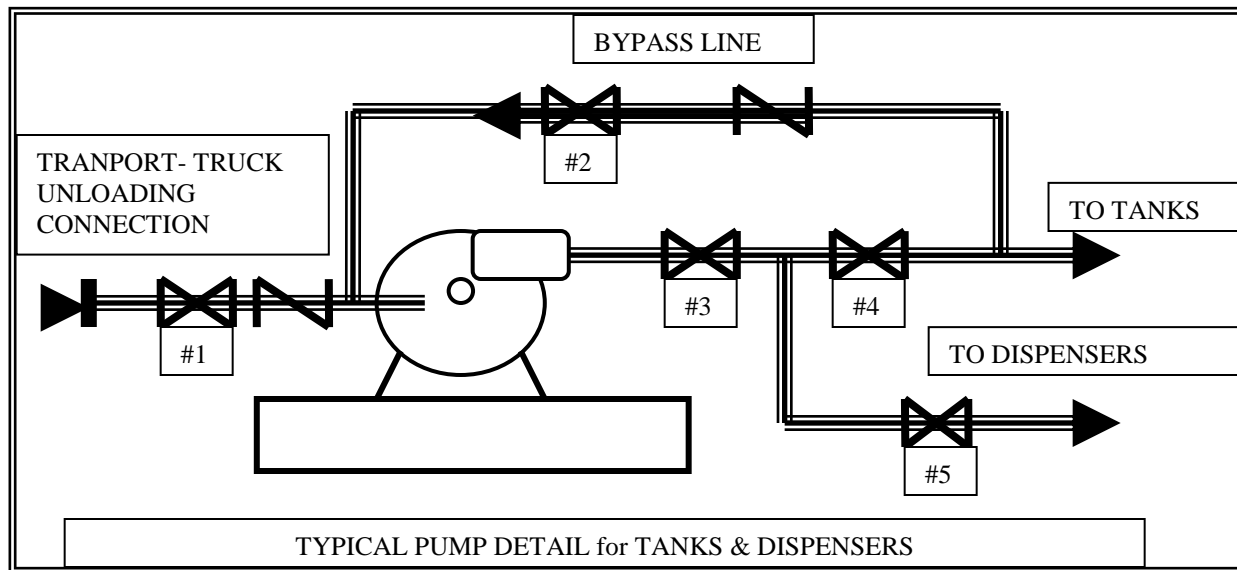 BYPASS LINE
#2
TRANPORT- TRUCK
UNLOADING
CONNECTION
TO TANKS
#3
#4
#1
TO DISPENSERS
#5
TYPICAL PUMP DETAIL for TANKS & DISPENSERS